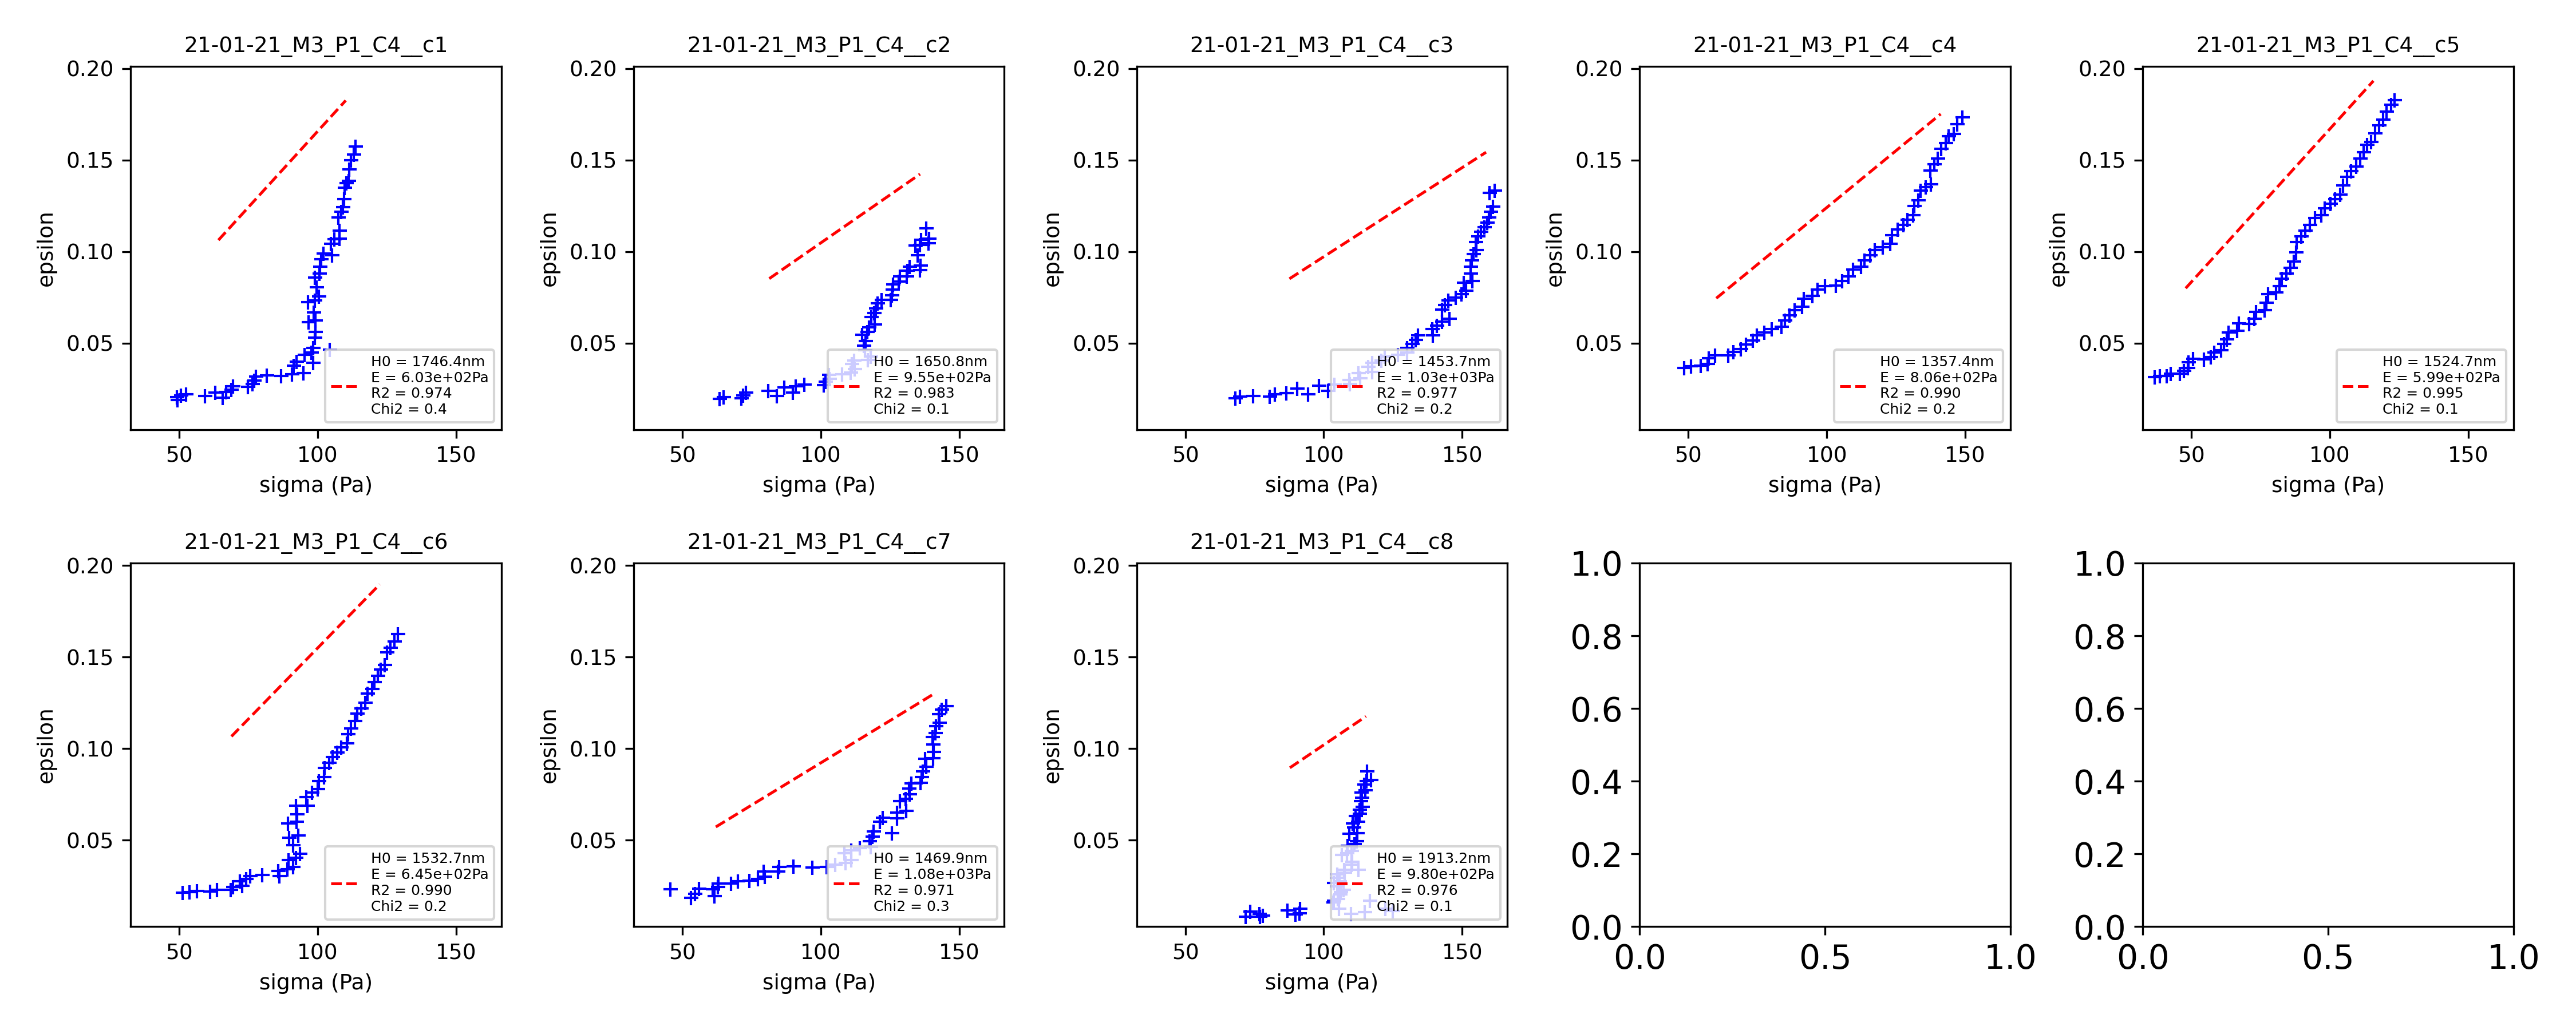 21-01-21_M3_P1_C4__c1
0.20
0.15
0.10
0.05
epsilon
H0 = 1746.4nm
E = 6.03e+02Pa
R2 = 0.974
Chi2 = 0.4
50 100 150
sigma (Pa)
21-01-21_M3_P1_C4__c2
0.20
0.15
0.10
0.05
epsilon
H0 = 1650.8nm
E = 9.55e+02Pa
R2 = 0.983
Chi2 = 0.1
50 100 150
sigma (Pa)
21-01-21_M3_P1_C4__c3
0.20
0.15
0.10
0.05
epsilon
H0 = 1453.7nm
E = 1.03e+03Pa
R2 = 0.977
Chi2 = 0.2
50 100 150
sigma (Pa)
21-01-21_M3_P1_C4__c4
0.20
0.15
0.10
0.05
epsilon
H0 = 1357.4nm
E = 8.06e+02Pa
R2 = 0.990
Chi2 = 0.2
50 100 150
sigma (Pa)
21-01-21_M3_P1_C4__c5
0.20
0.15
0.10
0.05
epsilon
H0 = 1524.7nm
E = 5.99e+02Pa
R2 = 0.995
Chi2 = 0.1
50 100 150
sigma (Pa)
21-01-21_M3_P1_C4__c6
0.20
0.15
0.10
0.05
epsilon
H0 = 1532.7nm
E = 6.45e+02Pa
R2 = 0.990
Chi2 = 0.2
50 100 150
sigma (Pa)
21-01-21_M3_P1_C4__c7
0.20
0.15
0.10
0.05
epsilon
H0 = 1469.9nm
E = 1.08e+03Pa
R2 = 0.971
Chi2 = 0.3
50 100 150
sigma (Pa)
21-01-21_M3_P1_C4__c8
0.20
0.15
0.10
0.05
epsilon
H0 = 1913.2nm
E = 9.80e+02Pa
R2 = 0.976
Chi2 = 0.1
50 100 150
sigma (Pa)
1.0
0.8
0.6
0.4
0.2
0.0
0.0 0.5 1.0
1.0
0.8
0.6
0.4
0.2
0.0
0.0 0.5 1.0